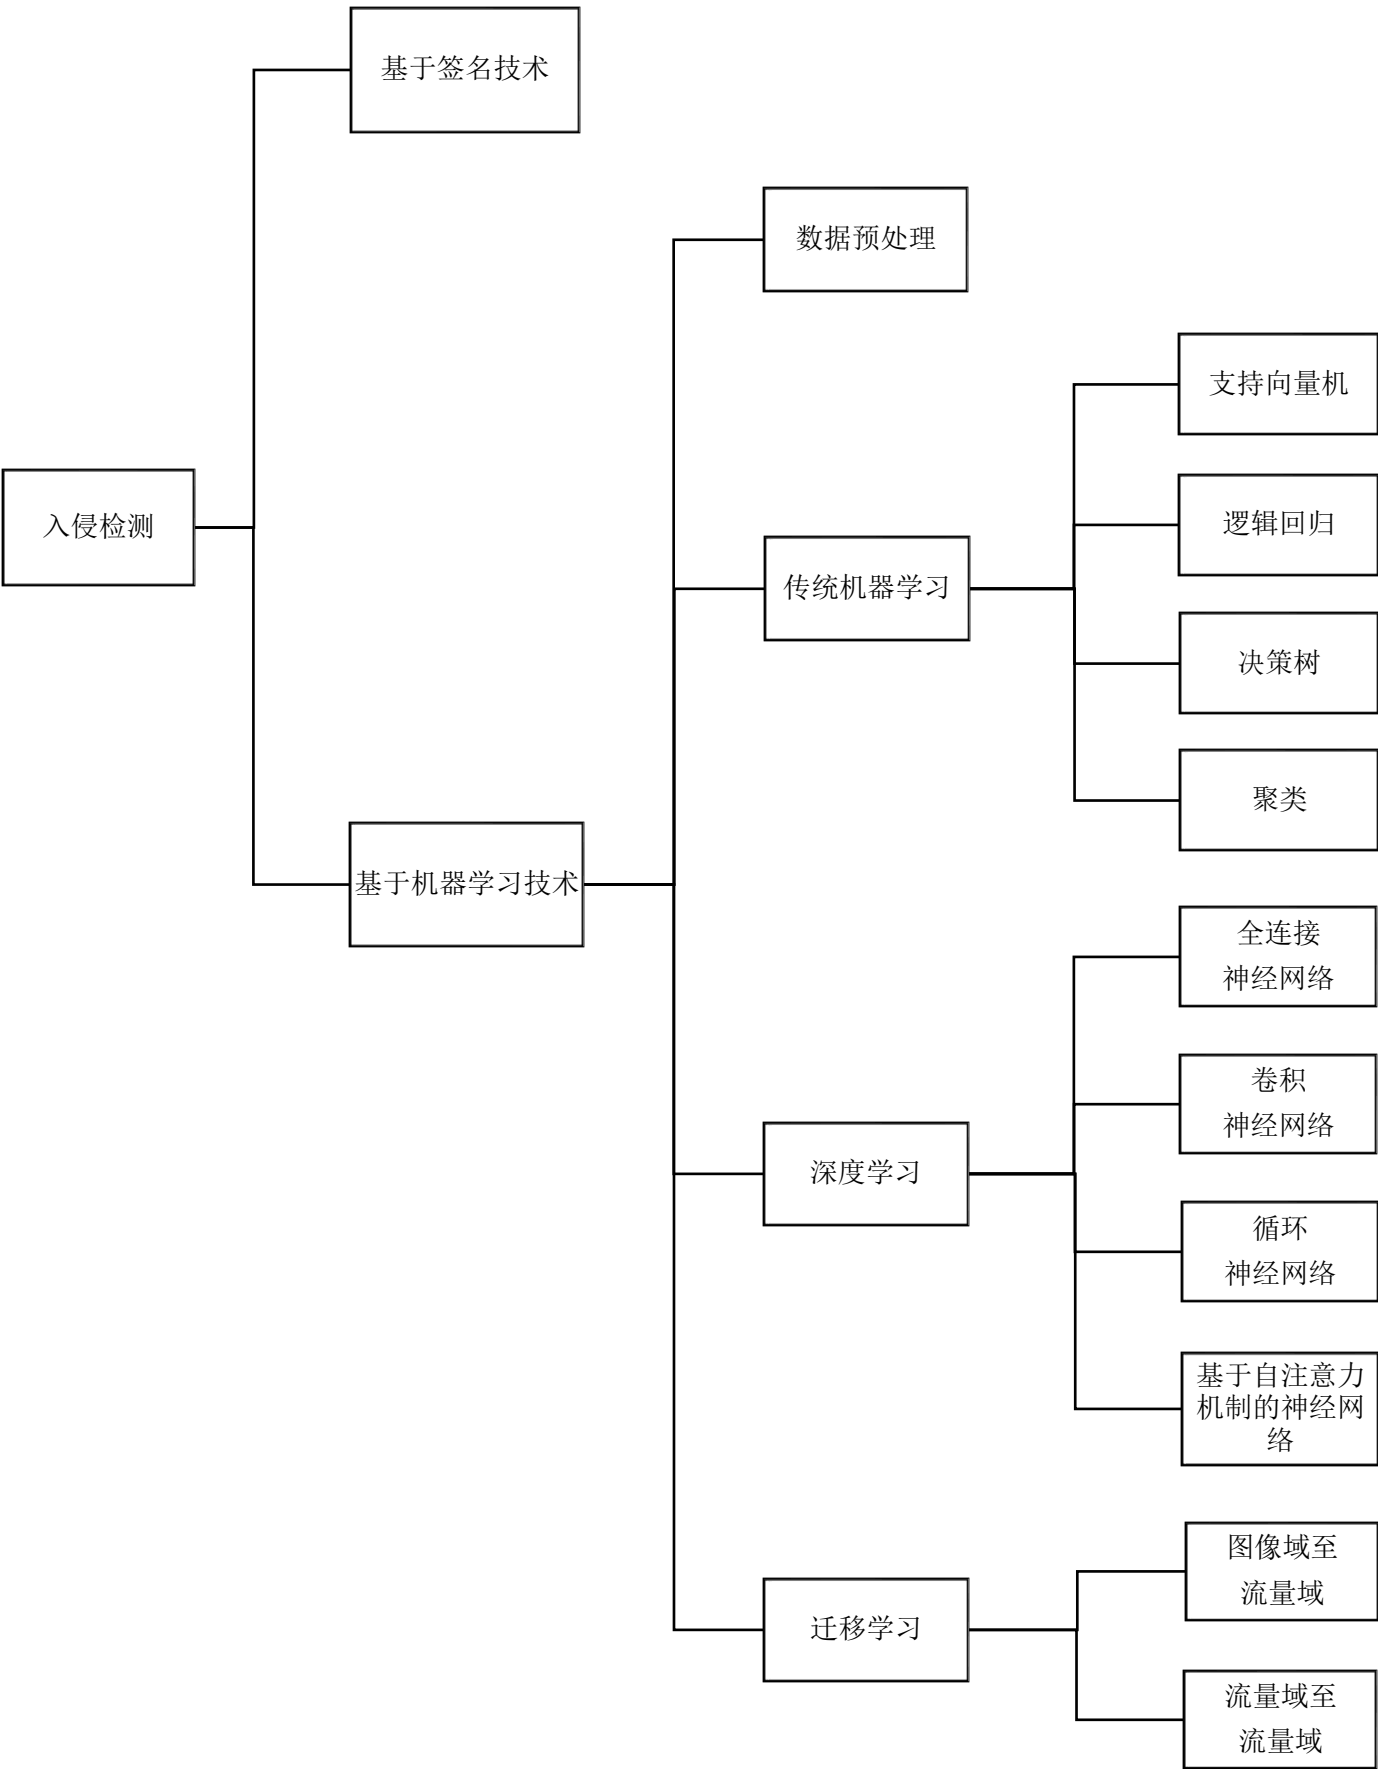 基于签名技术
数据预处理
支持向量机
逻辑回归
入侵检测
传统机器学习
决策树
聚类
基于机器学习技术
全连接
神经网络
卷积
神经网络
深度学习
循环
神经网络
基于自注意力
机制的神经网
络
图像域至
流量域
迁移学习
流量域至
流量域